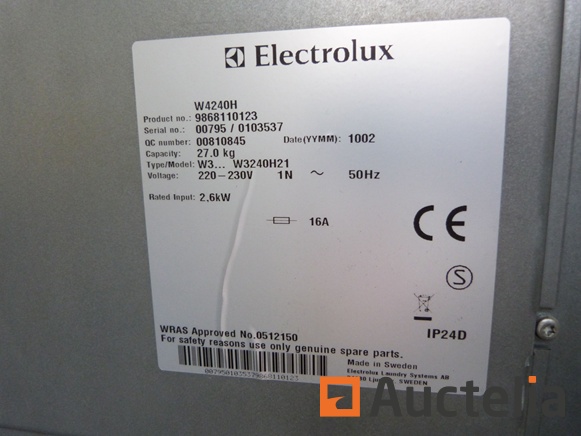 Electrolux
W4240H
Product no.: 9868110123
Serial no.: 00795 / 0103537
QC number: 00810845 Date(YYMM): 1002
Capacity: 27.0 kg
Type/Model: W3... W3240H21
Voltage: 220-230V 1N ~ 50Hz
Rated Input: 2.6kW
16A
CE
S
IP24D
WRAS Approved No.0512150
For safety reasons use only genuine spare parts.
Made in Sweden
Electrolux Laundry Systems AB
SWEDEN
Auctelia